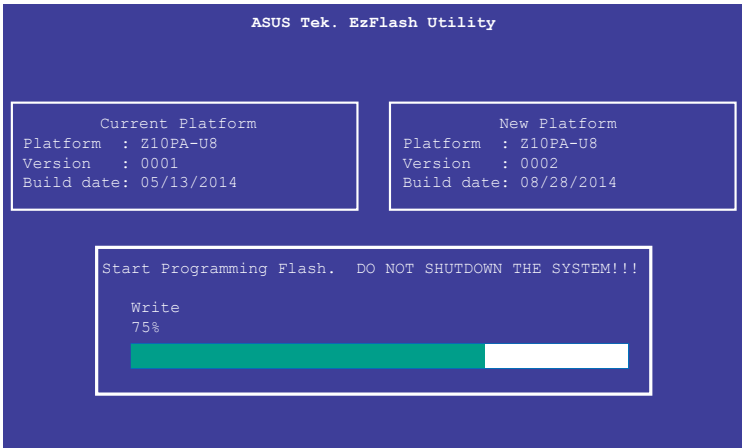 ASUS Tek. EzFlash Utility
Current Platform
Platform : Z10PA-U8
Version : 0001
Build date: 05/13/2014
New Platform
Platform : Z10PA-U8
Version : 0002
Build date: 08/28/2014
Start Programming Flash. DO NOT SHUTDOWN THE SYSTEM!!!
Write
75%